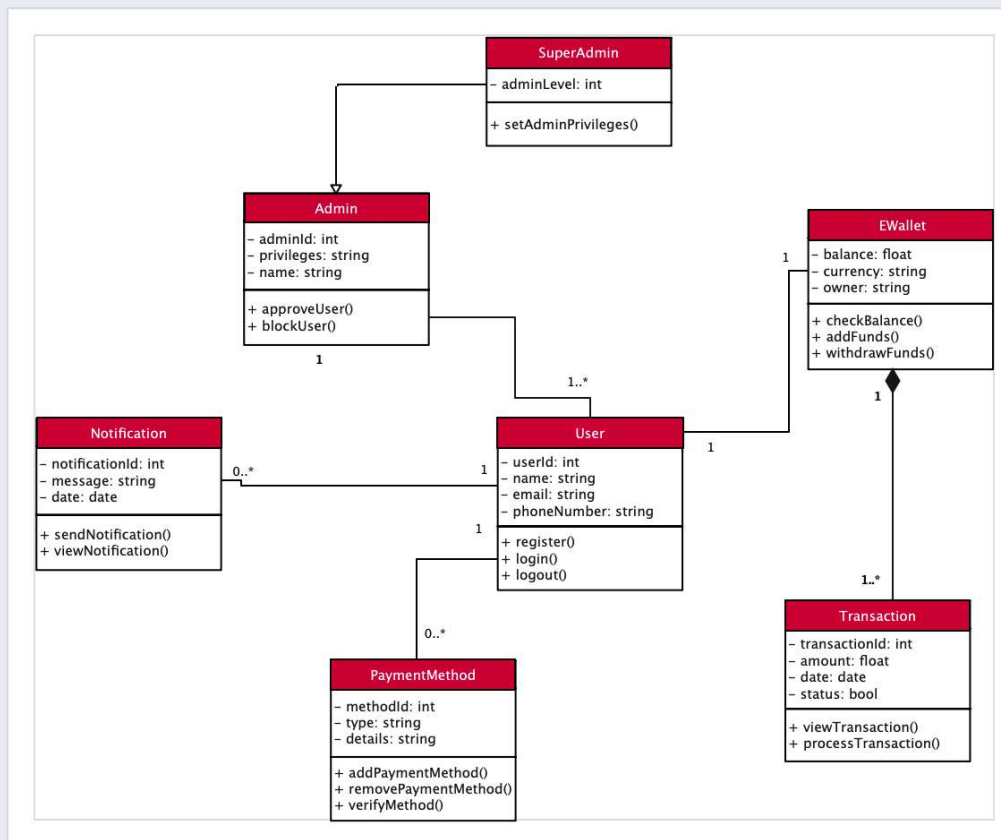 SuperAdmin
– adminLevel: int
+ setAdminPrivileges()
Admin
– adminId: int
– privileges: string
– name: string
+ approveUser()
+ blockUser()
1
1..*
EWallet
– balance: float
– currency: string
– owner: string
+ checkBalance()
+ addFunds()
+ withdrawFunds()
1
1
1
1..*
Notification
– notificationId: int
– message: string
– date: date
+ sendNotification()
+ viewNotification()
0..*
1
User
– userId: int
– name: string
– email: string
– phoneNumber: string
+ register()
+ login()
+ logout()
1
0..*
PaymentMethod
– methodId: int
– type: string
– details: string
+ addPaymentMethod()
+ removePaymentMethod()
+ verifyMethod()
Transaction
– transactionId: int
– amount: float
– date: date
– status: bool
+ viewTransaction()
+ processTransaction()